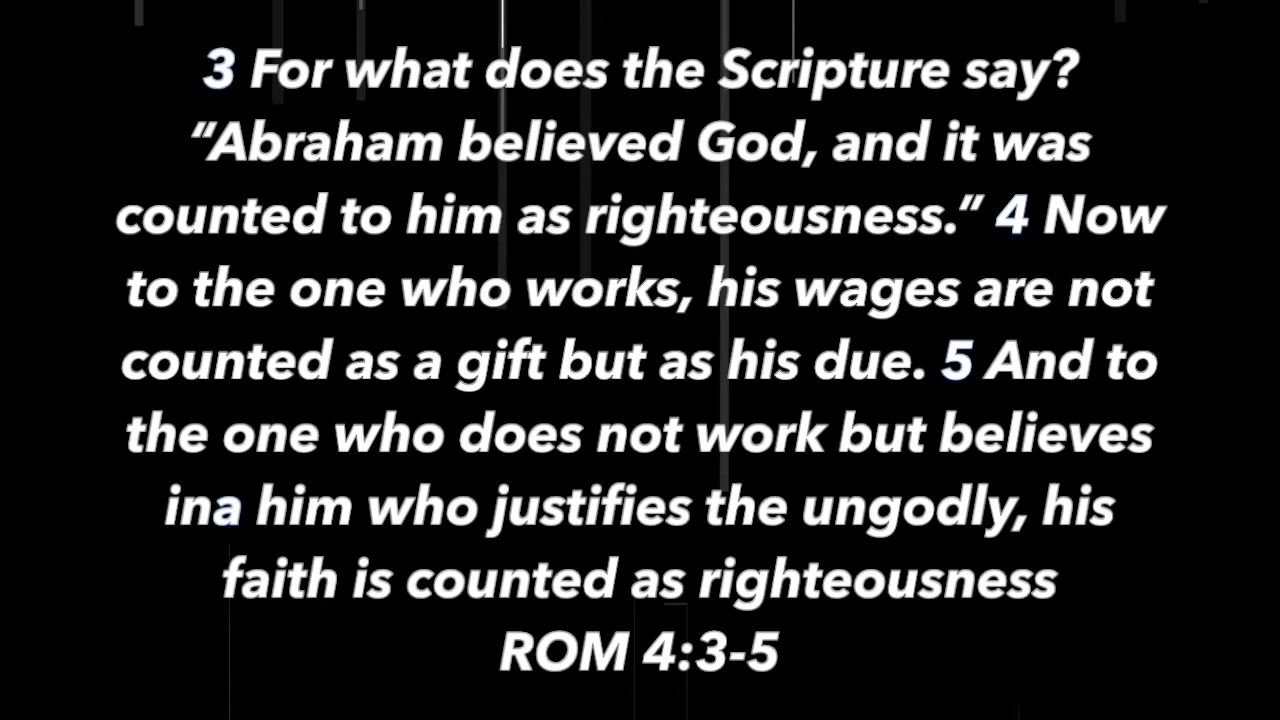 3 For what does the Scripture say?
“Abraham believed God, and it was
counted to him as righteousness.” 4 Now
to the one who works, his wages are not
counted as a gift but as his due. 5 And to
the one who does not work but believes
ina him who justifies the ungodly, his
faith is counted as righteousness
ROM 4:3-5